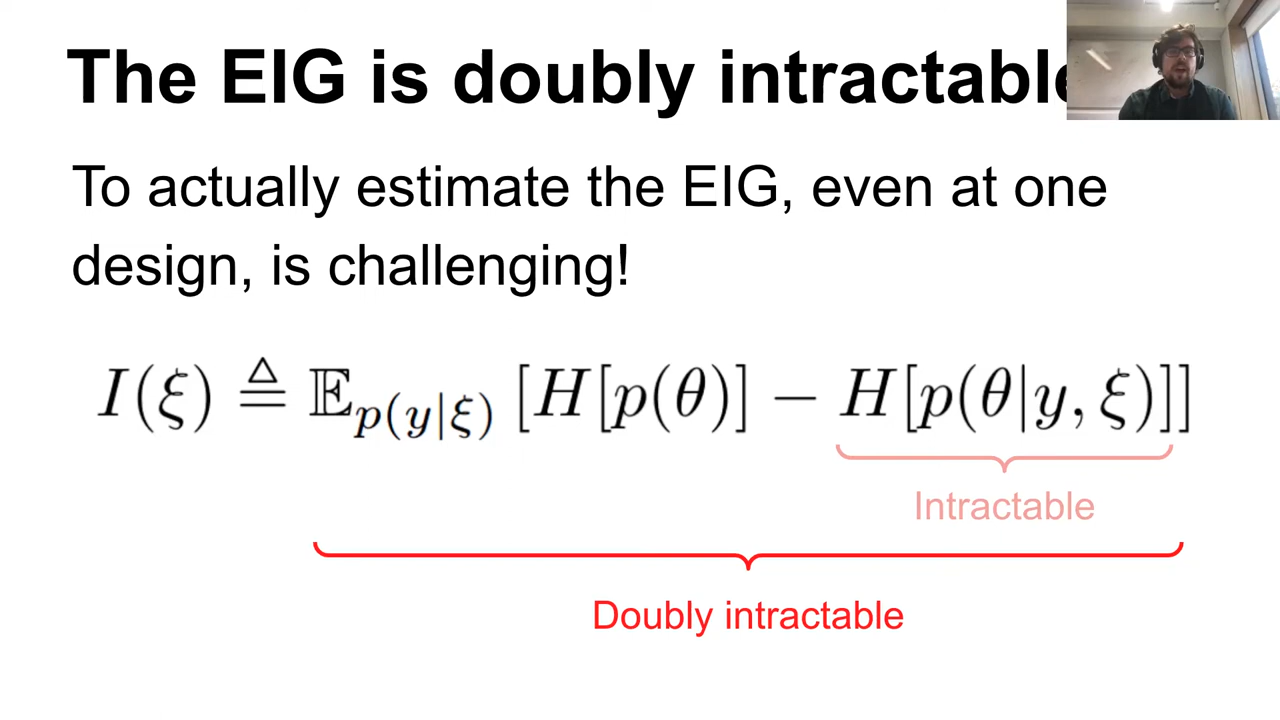 The EIG is doubly intractable
To actually estimate the EIG, even at one
design, is challenging!
I(ξ) ≜ 𝔼_{p(y|ξ)} [H[p(θ)] − H[p(θ|y, ξ)]]
Intractable
Doubly intractable